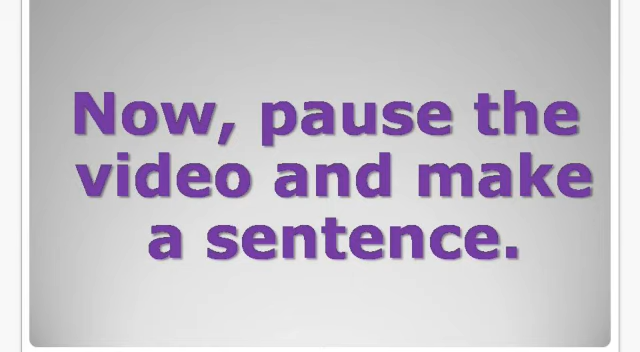 Now, pause the
video and make
a sentence.